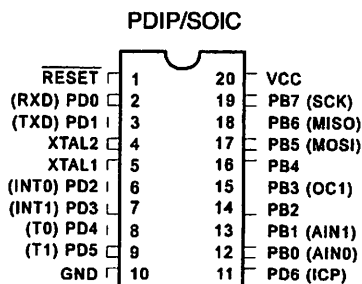 PDIP/SOIC
RESET 1 20 VCC
(RXD) PD0 2 19 PB7 (SCK)
(TXD) PD1 3 18 PB6 (MISO)
XTAL2 4 17 PB5 (MOSI)
XTAL1 5 16 PB4
(INT0) PD2 6 15 PB3 (OC1)
(INT1) PD3 7 14 PB2
(T0) PD4 8 13 PB1 (AIN1)
(T1) PD5 9 12 PB0 (AIN0)
GND 10 11 PD6 (ICP)